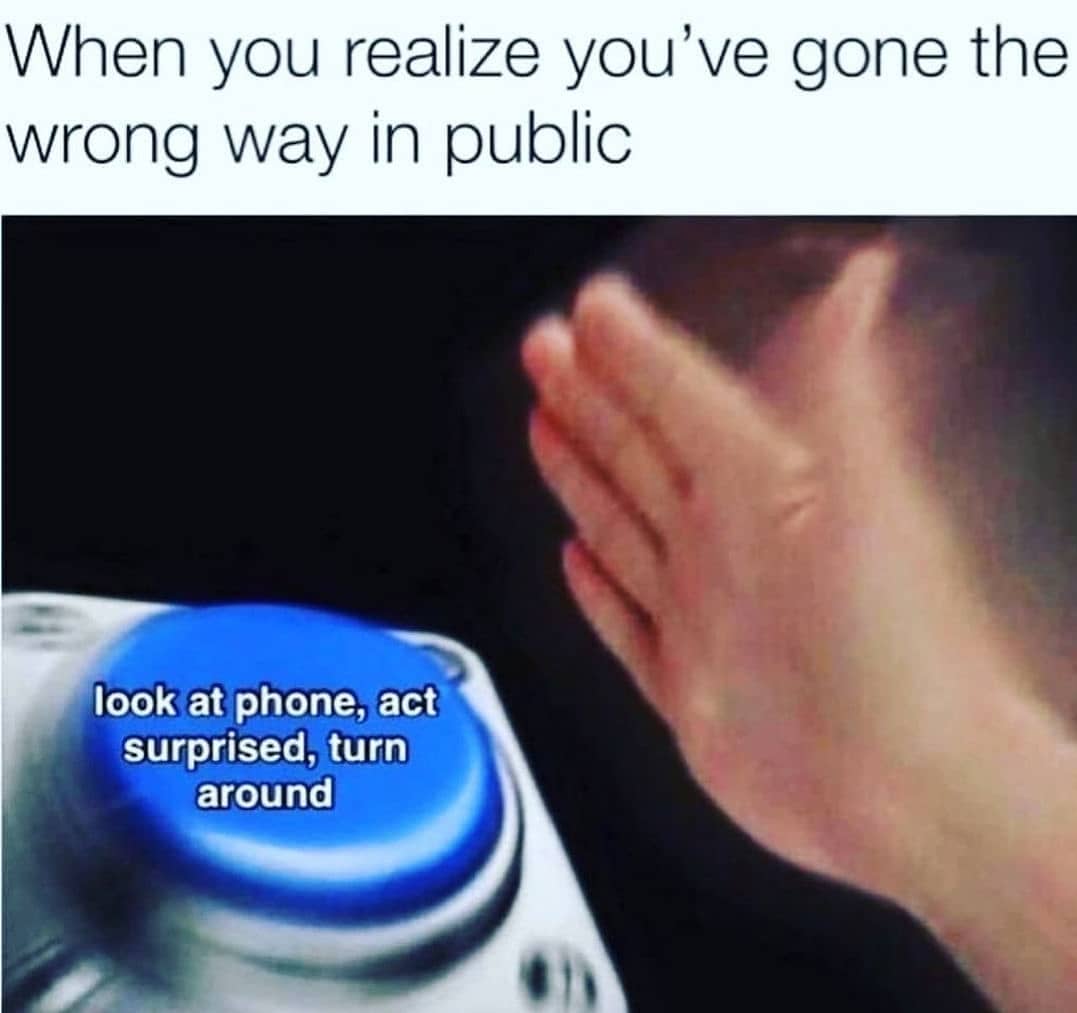 When you realize you’ve gone the
wrong way in public
look at phone, act
surprised, turn
around